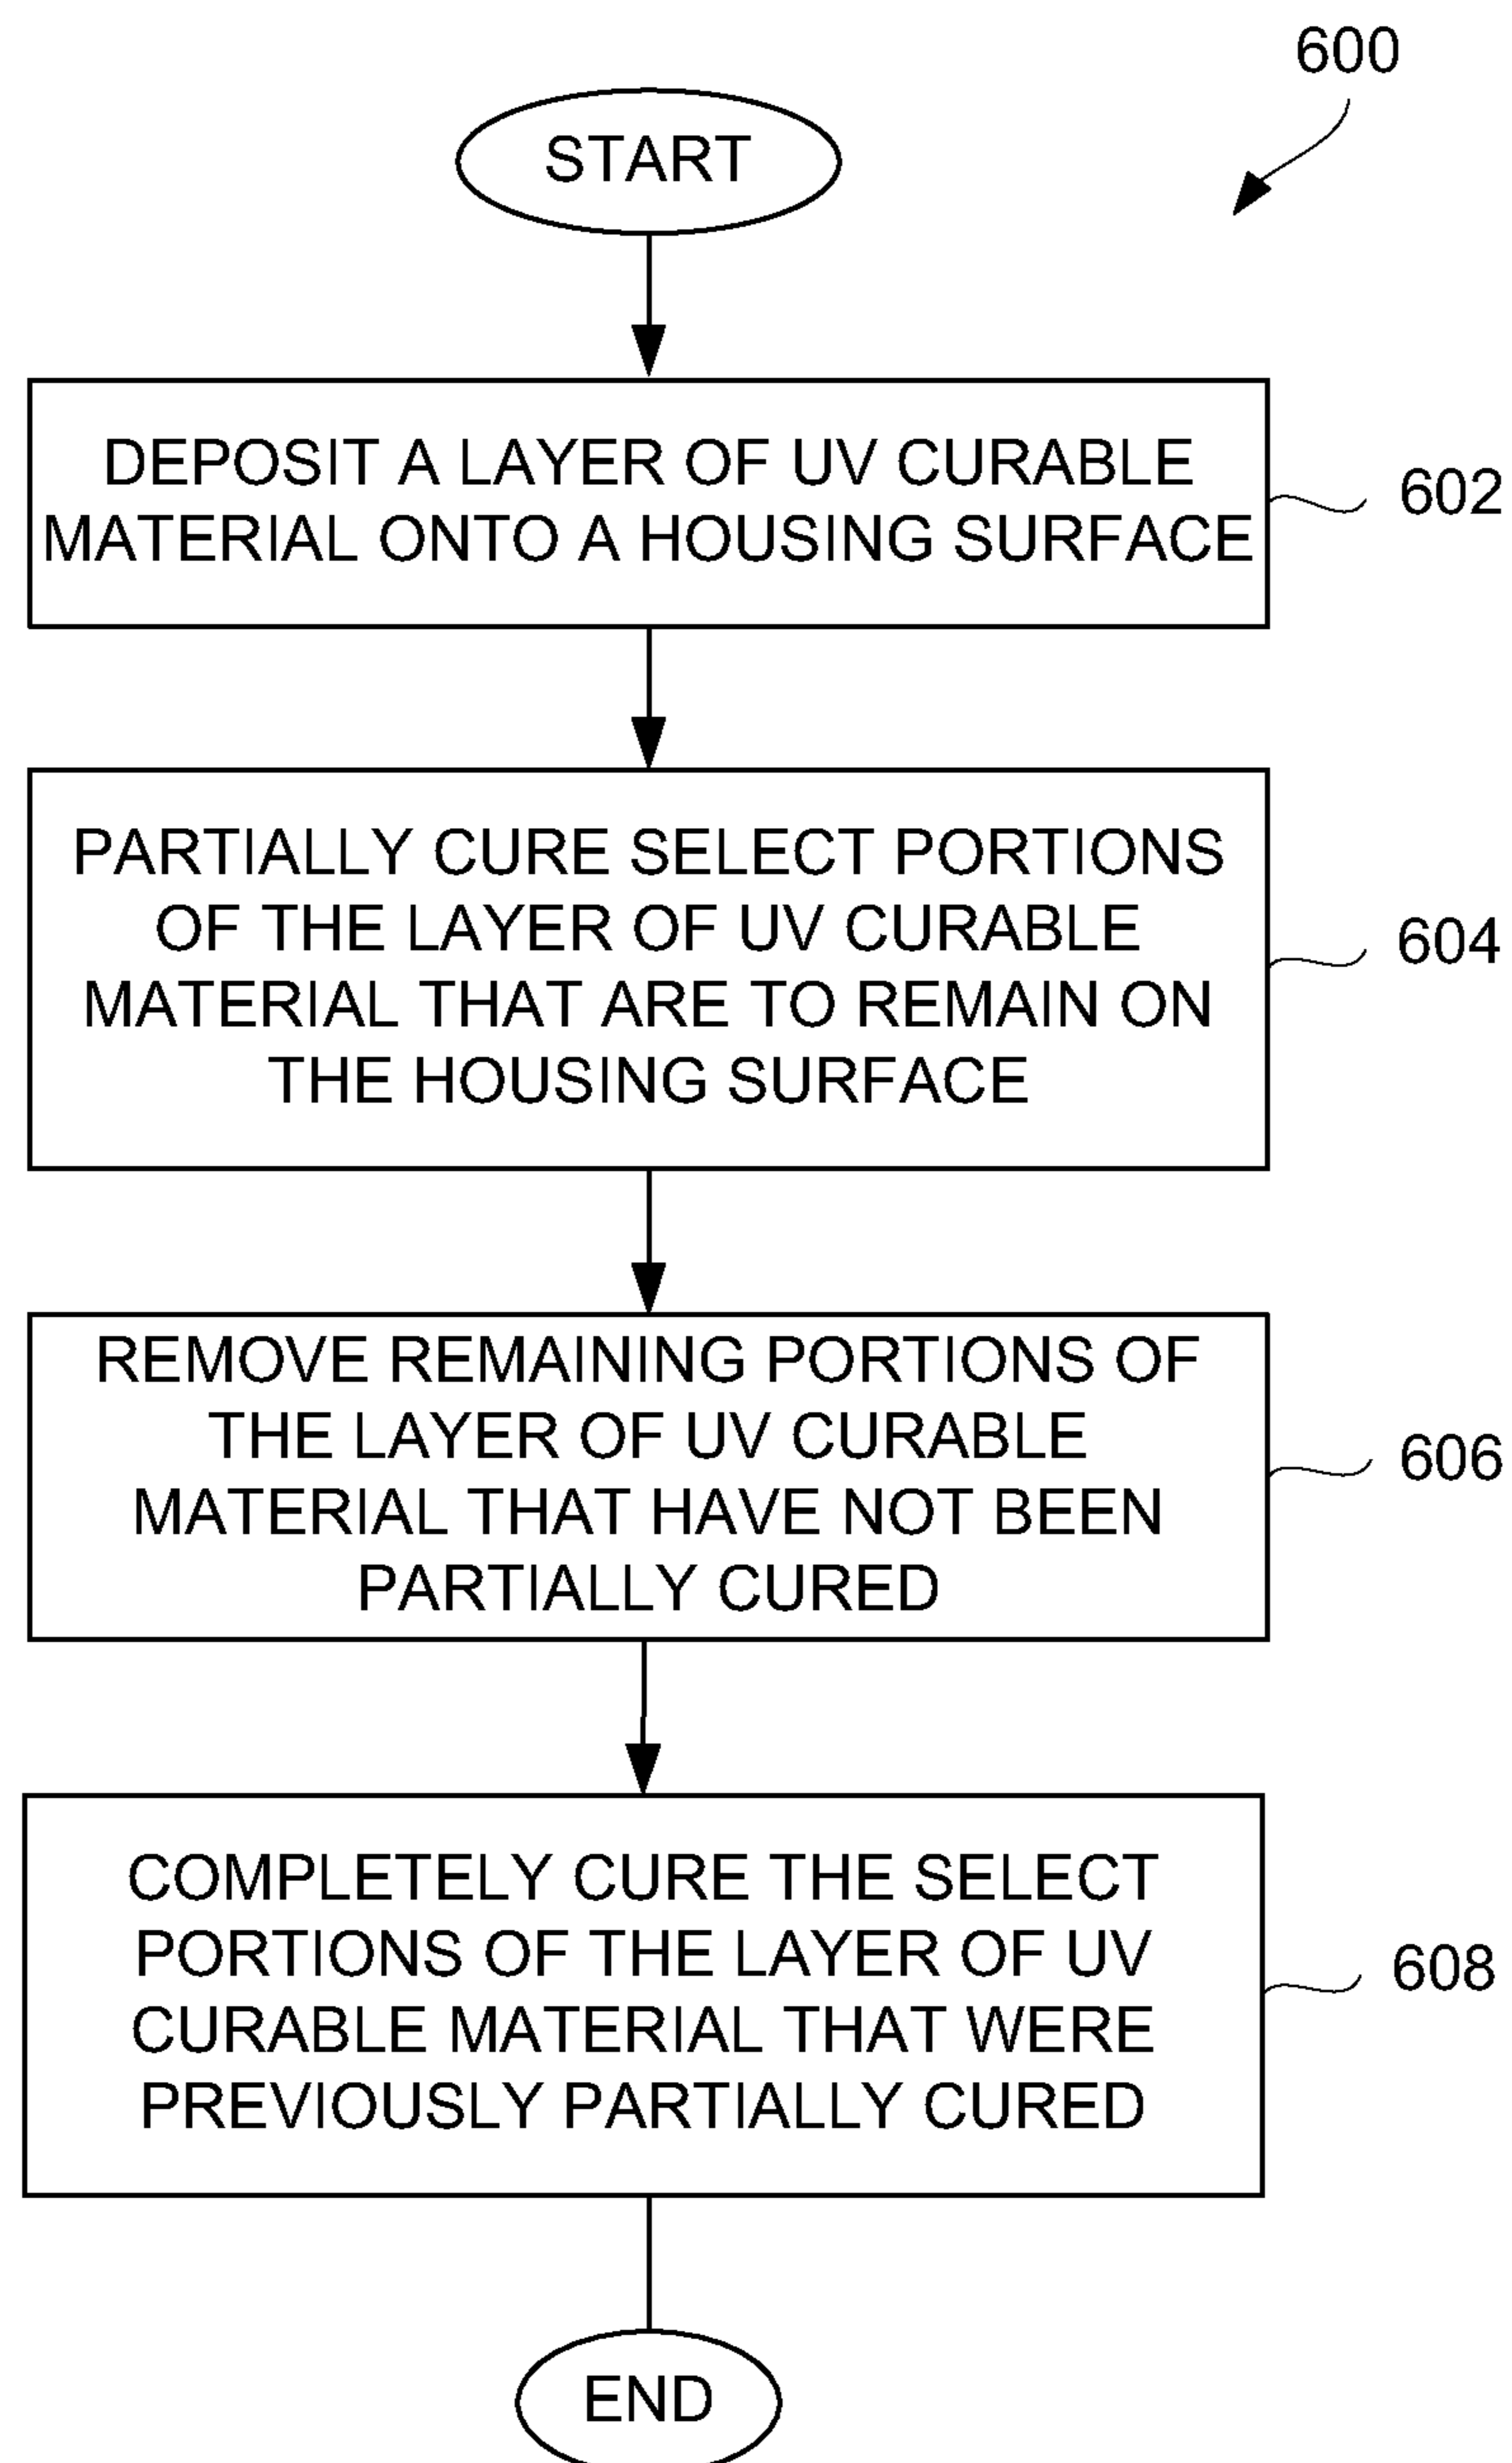 600
START
DEPOSIT A LAYER OF UV CURABLE
MATERIAL ONTO A HOUSING SURFACE
602
PARTIALLY CURE SELECT PORTIONS
OF THE LAYER OF UV CURABLE
MATERIAL THAT ARE TO REMAIN ON
THE HOUSING SURFACE
604
REMOVE REMAINING PORTIONS OF
THE LAYER OF UV CURABLE
MATERIAL THAT HAVE NOT BEEN
PARTIALLY CURED
606
COMPLETELY CURE THE SELECT
PORTIONS OF THE LAYER OF UV
CURABLE MATERIAL THAT WERE
PREVIOUSLY PARTIALLY CURED
608
END